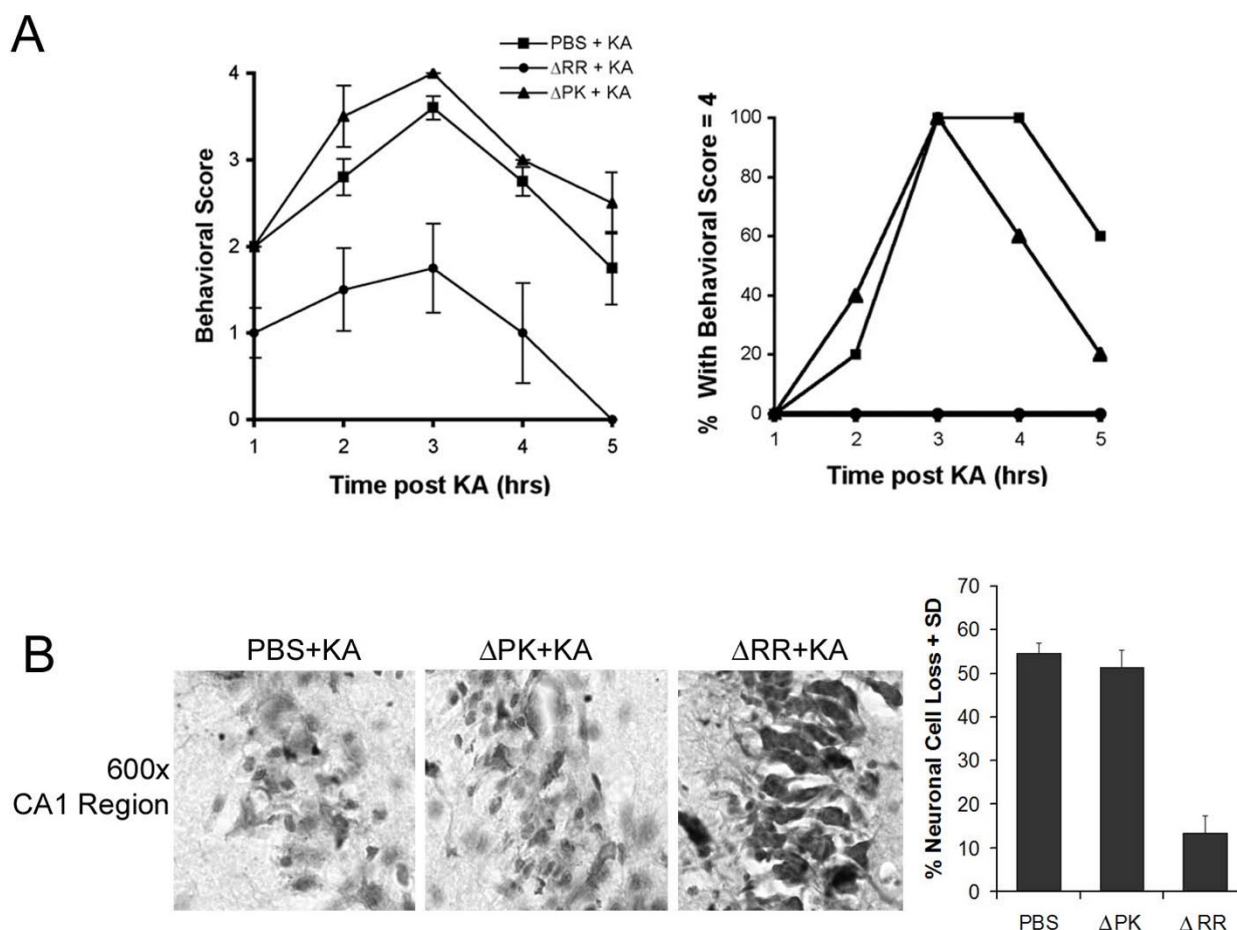 A
PBS + KA
ΔRR + KA
ΔPK + KA
Behavioral Score
4
3
2
1
0
1 2 3 4 5
Time post KA (hrs)
% With Behavioral Score = 4
100
80
60
40
20
0
1 2 3 4 5
Time post KA (hrs)
B
PBS+KA ΔPK+KA ΔRR+KA
600x
CA1 Region
% Neuronal Cell Loss + SD
70
60
50
40
30
20
10
0
PBS ΔPK ΔRR